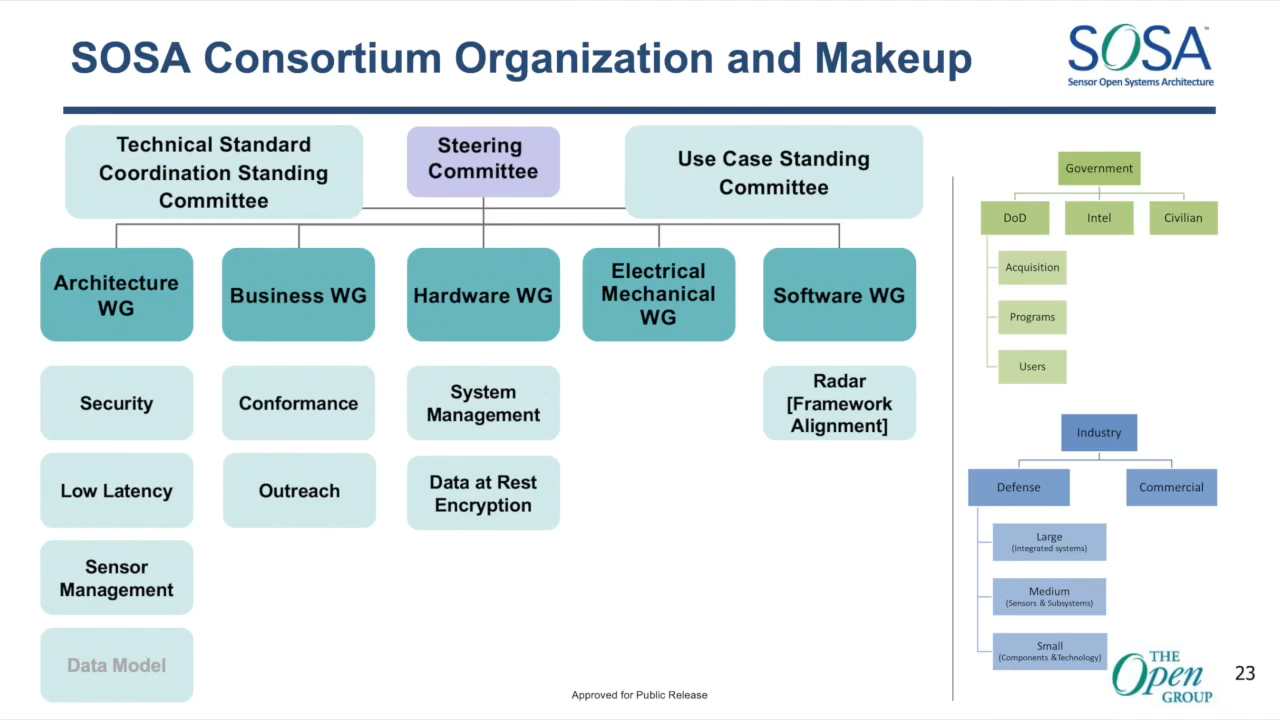 SOSA Consortium Organization and Makeup
SOSA™
Sensor Open Systems Architecture
Technical Standard
Coordination Standing
Committee
Steering
Committee
Use Case Standing
Committee
Architecture
WG
Business WG
Hardware WG
Electrical
Mechanical
WG
Software WG
Security
Conformance
System
Management
Radar
[Framework
Alignment]
Low Latency
Outreach
Data at Rest
Encryption
Sensor
Management
Data Model
Government
DoD
Intel
Civilian
Acquisition
Programs
Users
Industry
Defense
Commercial
Large
(Integrated systems)
Medium
(Sensors & Subsystems)
Small
(Components &Technology)
THE
Open
GROUP
Approved for Public Release
23